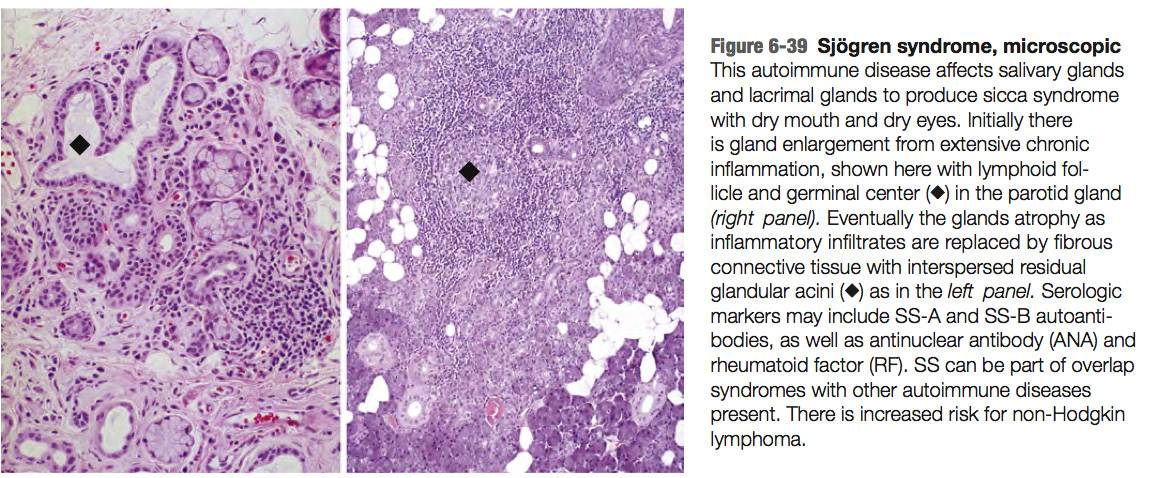 Figure 6-39 Sjögren syndrome, microscopic
This autoimmune disease affects salivary glands
and lacrimal glands to produce sicca syndrome
with dry mouth and dry eyes. Initially there
is gland enlargement from extensive chronic
inflammation, shown here with lymphoid fol-
licle and germinal center (◆) in the parotid gland
(right panel). Eventually the glands atrophy as
inflammatory infiltrates are replaced by fibrous
connective tissue with interspersed residual
glandular acini (◆) as in the left panel. Serologic
markers may include SS-A and SS-B autoanti-
bodies, as well as antinuclear antibody (ANA) and
rheumatoid factor (RF). SS can be part of overlap
syndromes with other autoimmune diseases
present. There is increased risk for non-Hodgkin
lymphoma.